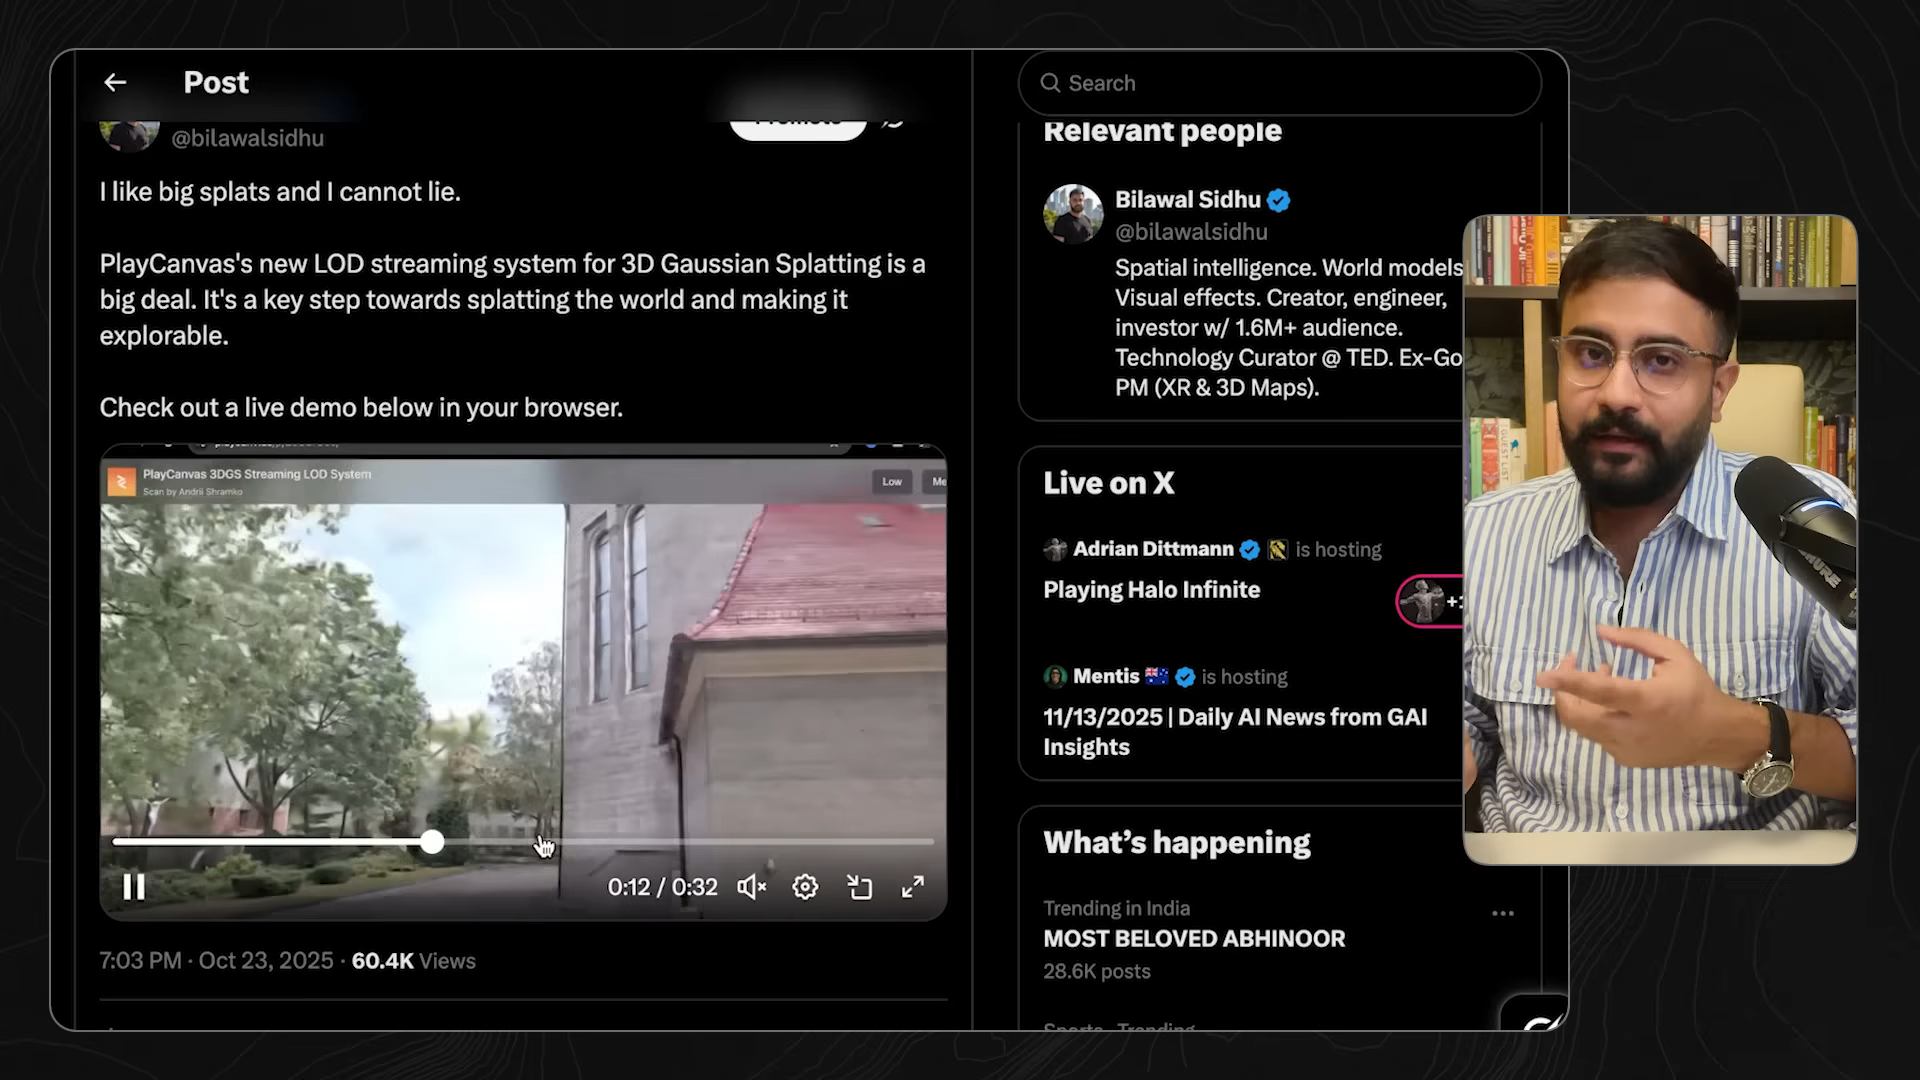 Post
@bilawalsidhu
I like big splats and I cannot lie.
PlayCanvas's new LOD streaming system for 3D Gaussian Splatting is a
big deal. It's a key step towards splatting the world and making it
explorable.
Check out a live demo below in your browser.
PlayCanvas 3DGS Streaming LOD System
Scan by Andrii Shramko
Low
Me
0:12 / 0:32
7:03 PM · Oct 23, 2025 · 60.4K Views
Search
Relevant people
Bilawal Sidhu
@bilawalsidhu
Spatial intelligence. World models
Visual effects. Creator, engineer,
investor w/ 1.6M+ audience.
Technology Curator @ TED. Ex-Go
PM (XR & 3D Maps).
Live on X
Adrian Dittmann is hosting
Playing Halo Infinite
Mentis is hosting
11/13/2025 | Daily AI News from GAI
Insights
What's happening
Trending in India
MOST BELOVED ABHINOOR
28.6K posts
Sports · Trending
SHURE